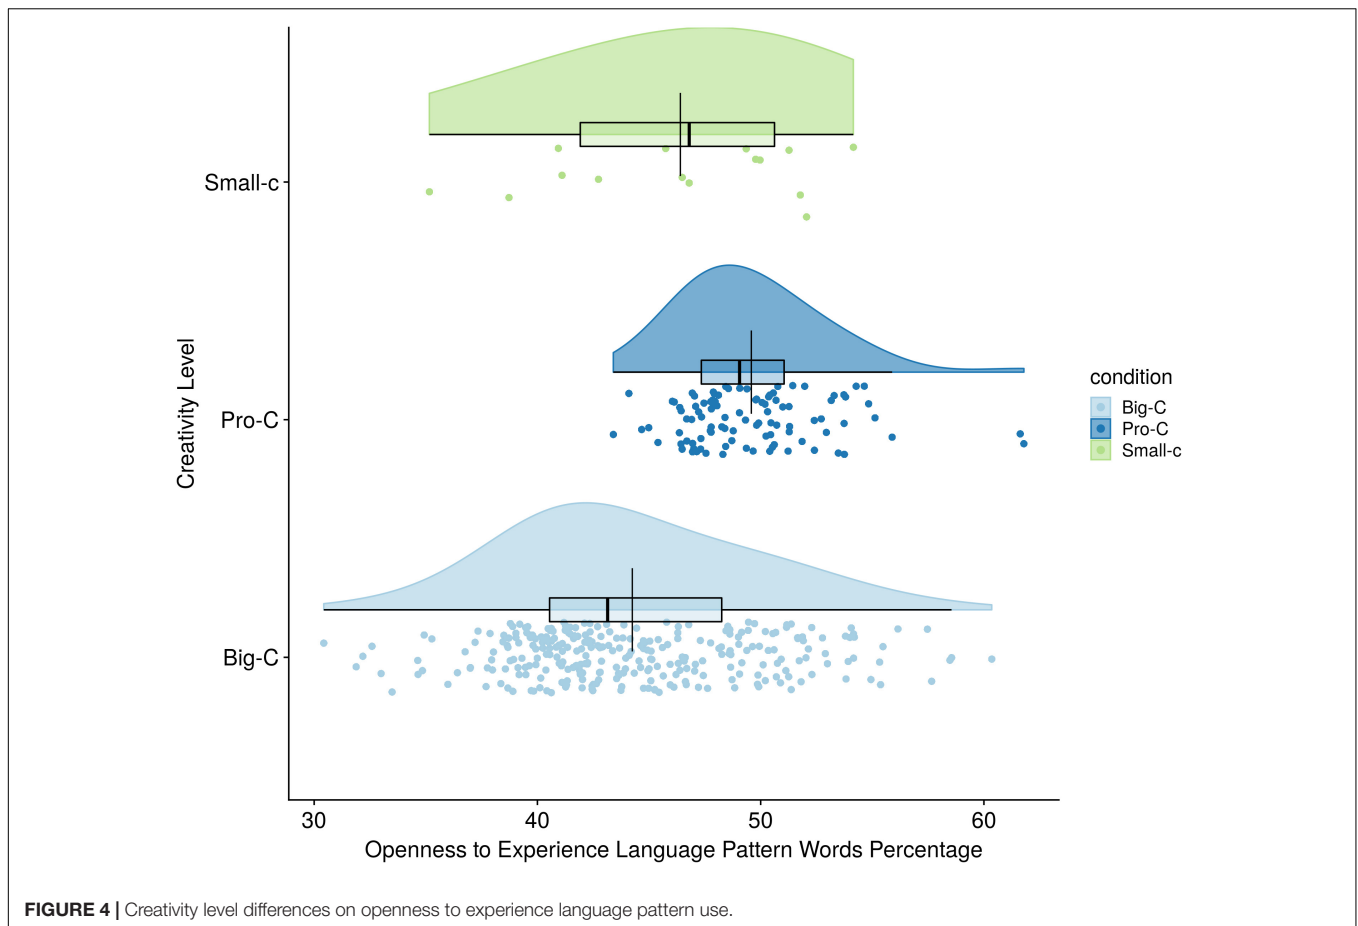 Small-c
Pro-C
Big-C
Creativity Level
30 40 50 60
Openness to Experience Language Pattern Words Percentage
condition
Big-C
Pro-C
Small-c
FIGURE 4 | Creativity level differences on openness to experience language pattern use.